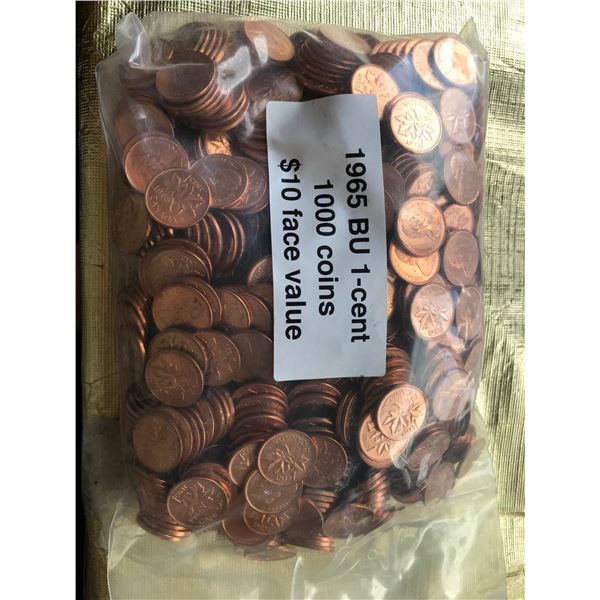 1965 BU 1-cent
1000 coins
$10 face value